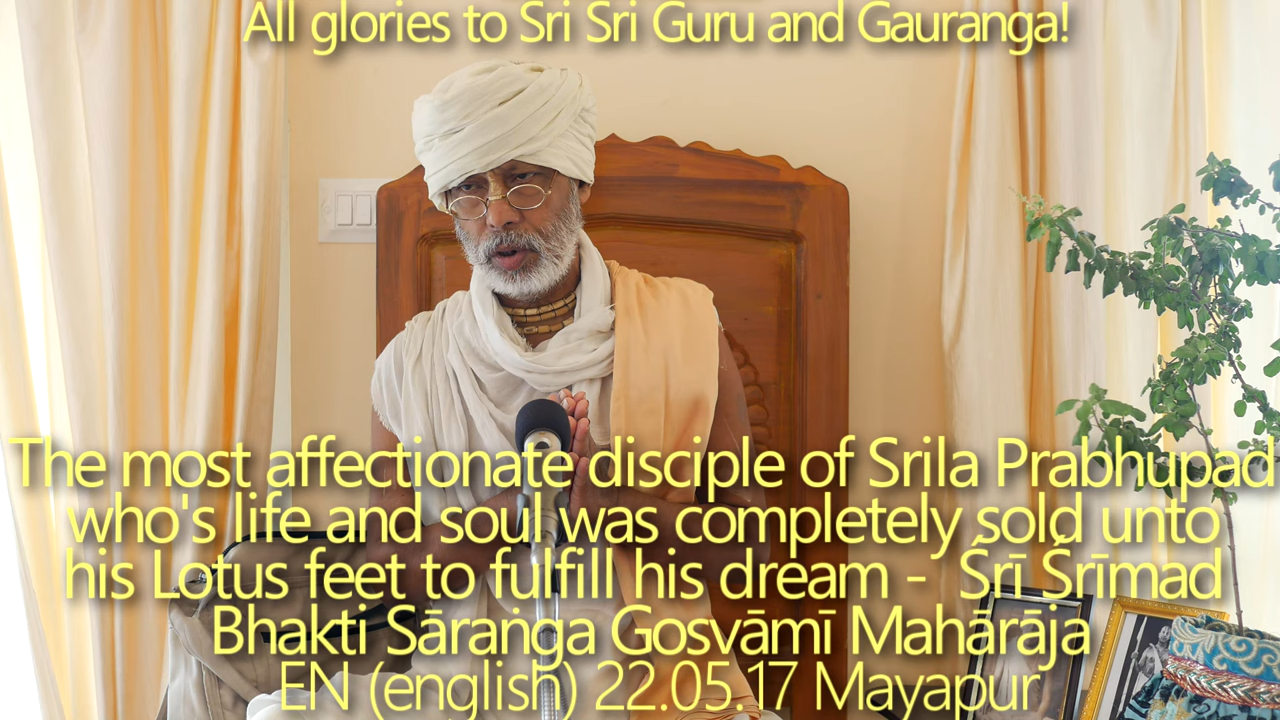 All glories to Sri Sri Guru and Gauranga!
The most affectionate disciple of Srila Prabhupad
who's life and soul was completely sold unto
his Lotus feet to fulfill his dream - Śrī Śrīmad
Bhakti Sāraṅga Gosvāmī Mahārāja
EN (english) 22.05.17 Mayapur